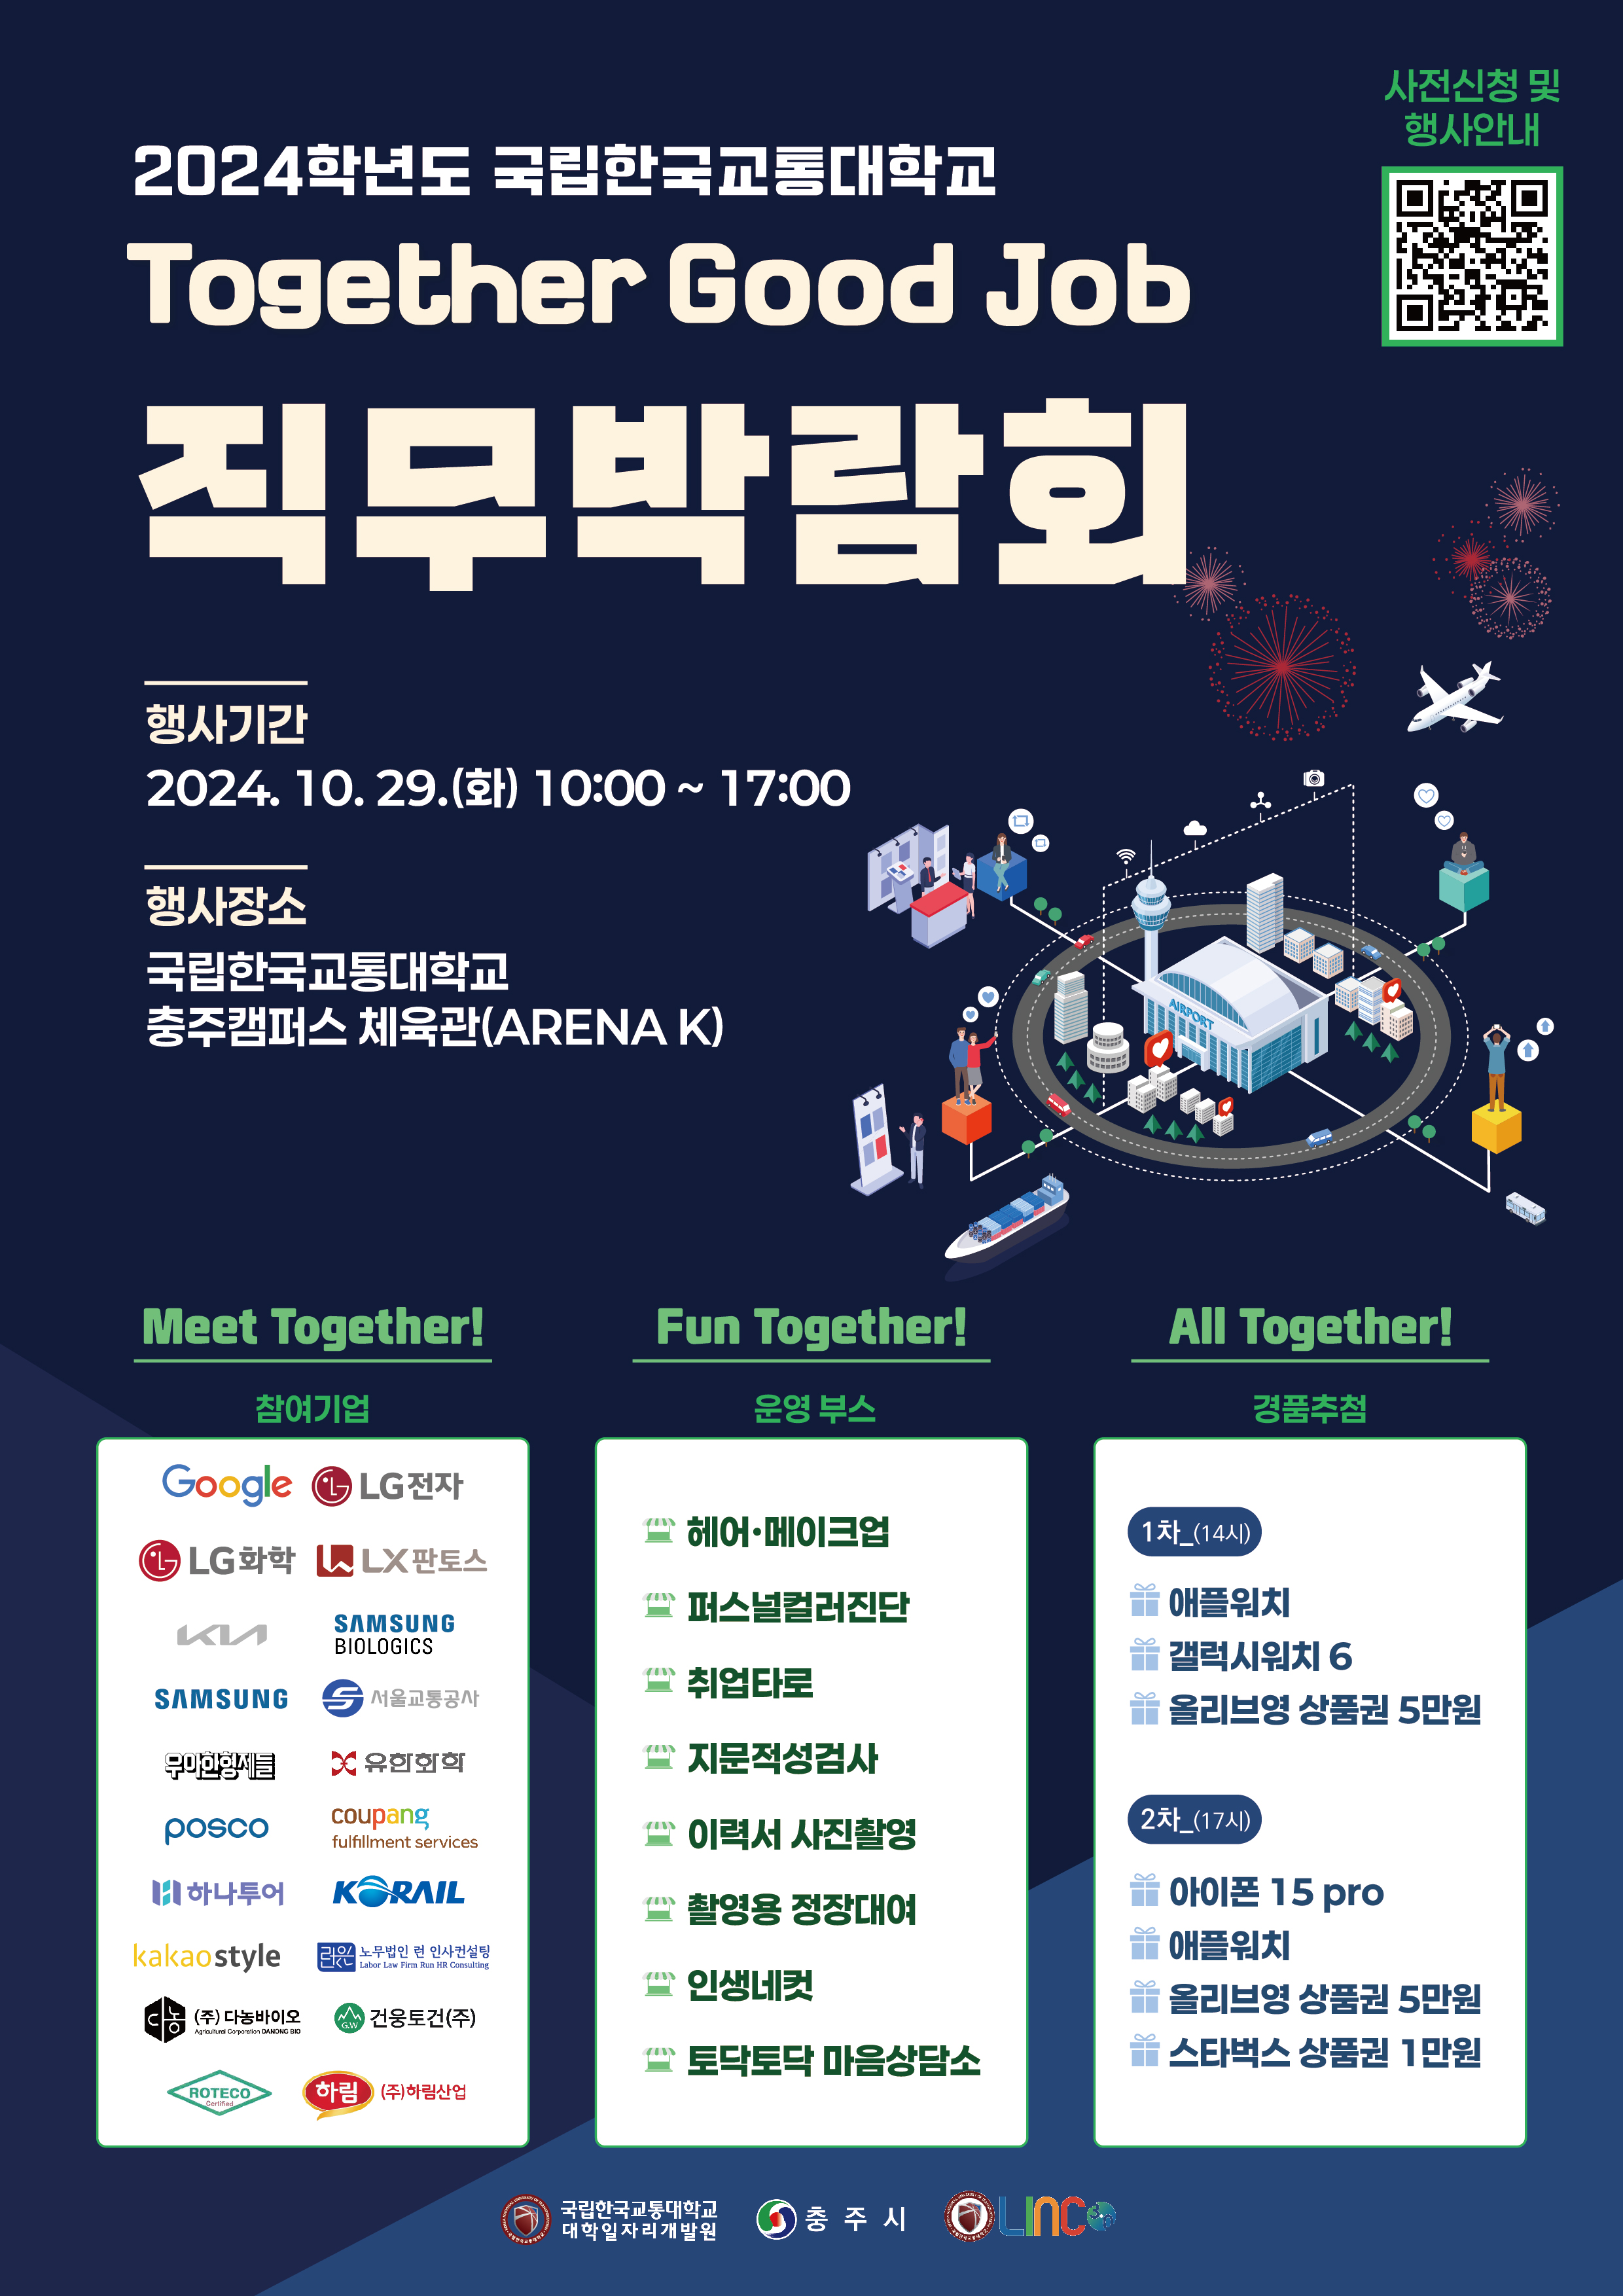 사전신청 및
행사안내
2024학년도 국립한국교통대학교
Together Good Job
직무박람회
행사기간
2024. 10. 29.(화) 10:00 ~ 17:00
행사장소
국립한국교통대학교
충주캠퍼스 체육관(ARENA K)
AIRPORT
Meet Together!
참여기업
Google LG전자
LG화학 LX판토스
KIA SAMSUNG
BIOLOGICS
SAMSUNG 서울교통공사
우아한형제들 유한화학
posco coupang
fulfillment services
하나투어 KORAIL
kakaostyle 런 노무법인 런 인사컨설팅
Labor Law Firm Run HR Consulting
다농 (주) 다농바이오 G.W 건웅토건(주)
Agricultural Corporation DANONG BIO
ROTECO 하림 (주)하림산업
Certified
Fun Together!
운영 부스
헤어·메이크업
퍼스널컬러진단
취업타로
지문적성검사
이력서 사진촬영
촬영용 정장대여
인생네컷
토닥토닥 마음상담소
All Together!
경품추첨
1차_(14시)
애플워치
갤럭시워치 6
올리브영 상품권 5만원
2차_(17시)
아이폰 15 pro
애플워치
올리브영 상품권 5만원
스타벅스 상품권 1만원
국립한국교통대학교
대학일자리개발원
충주시
LINC